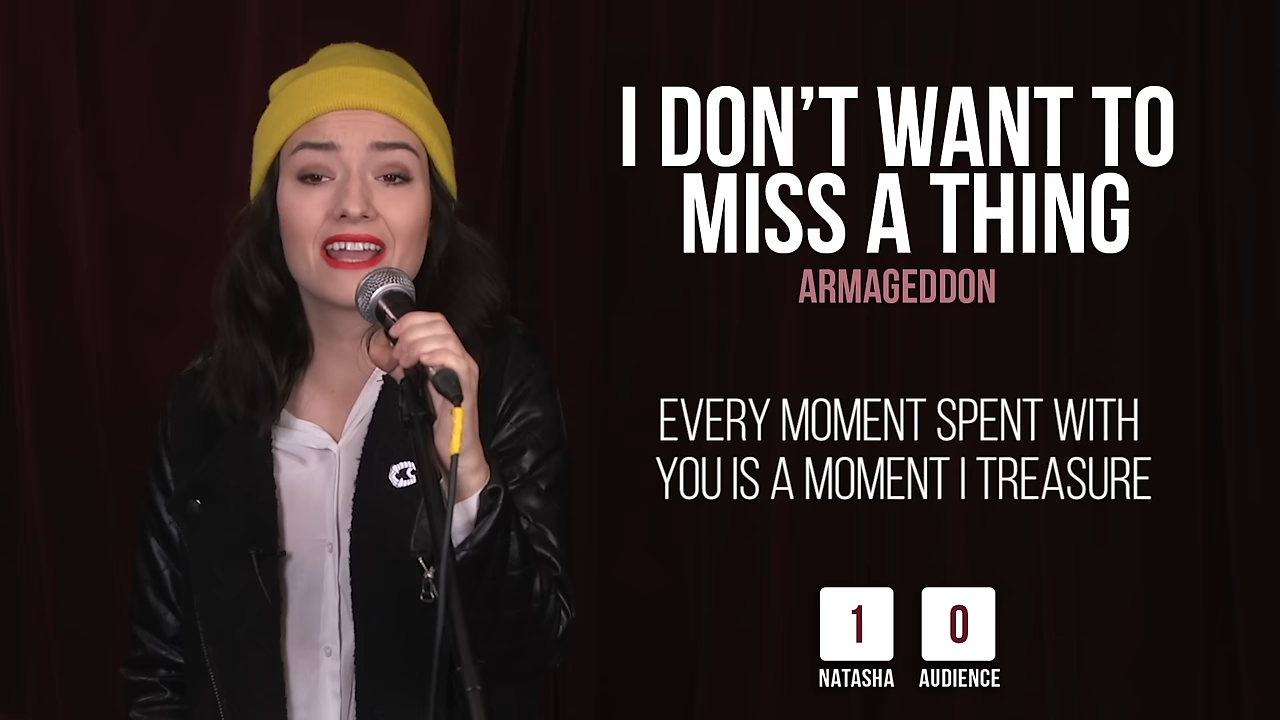 I DON'T WANT TO
MISS A THING
ARMAGEDDON
EVERY MOMENT SPENT WITH
YOU IS A MOMENT I TREASURE
1 0
NATASHA AUDIENCE